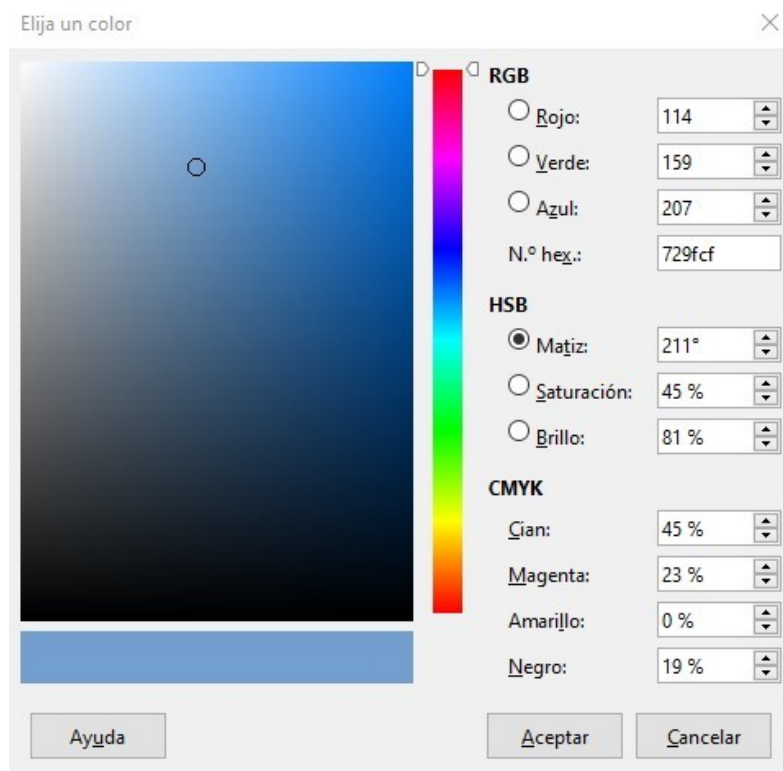 Elija un color
RGB
Rojo: 114
Verde: 159
Azul: 207
N.º hex.: 729fcf
HSB
Matiz: 211°
Saturación: 45 %
Brillo: 81 %
CMYK
Cian: 45 %
Magenta: 23 %
Amarillo: 0 %
Negro: 19 %
Ayuda Aceptar Cancelar